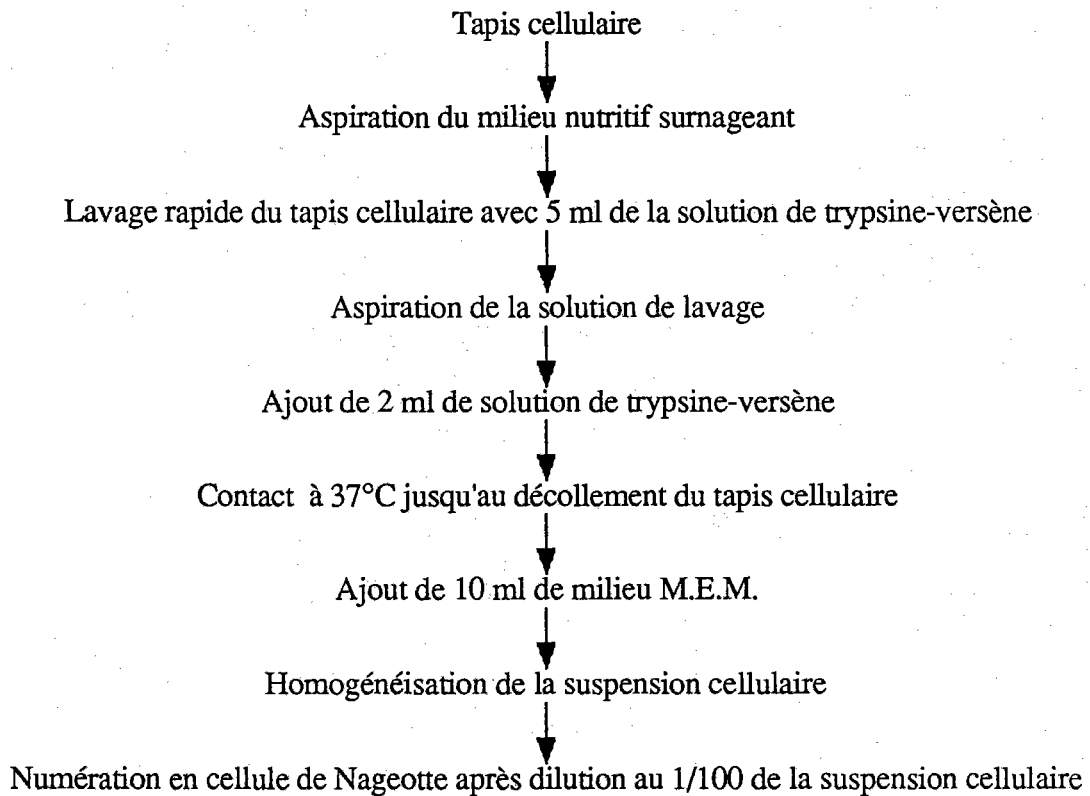 Tapis cellulaire
Aspiration du milieu nutritif surnageant
Lavage rapide du tapis cellulaire avec 5 ml de la solution de trypsine-versène
Aspiration de la solution de lavage
Ajout de 2 ml de solution de trypsine-versène
Contact à 37°C jusqu'au décollement du tapis cellulaire
Ajout de 10 ml de milieu M.E.M.
Homogénéisation de la suspension cellulaire
Numération en cellule de Nageotte après dilution au 1/100 de la suspension cellulaire